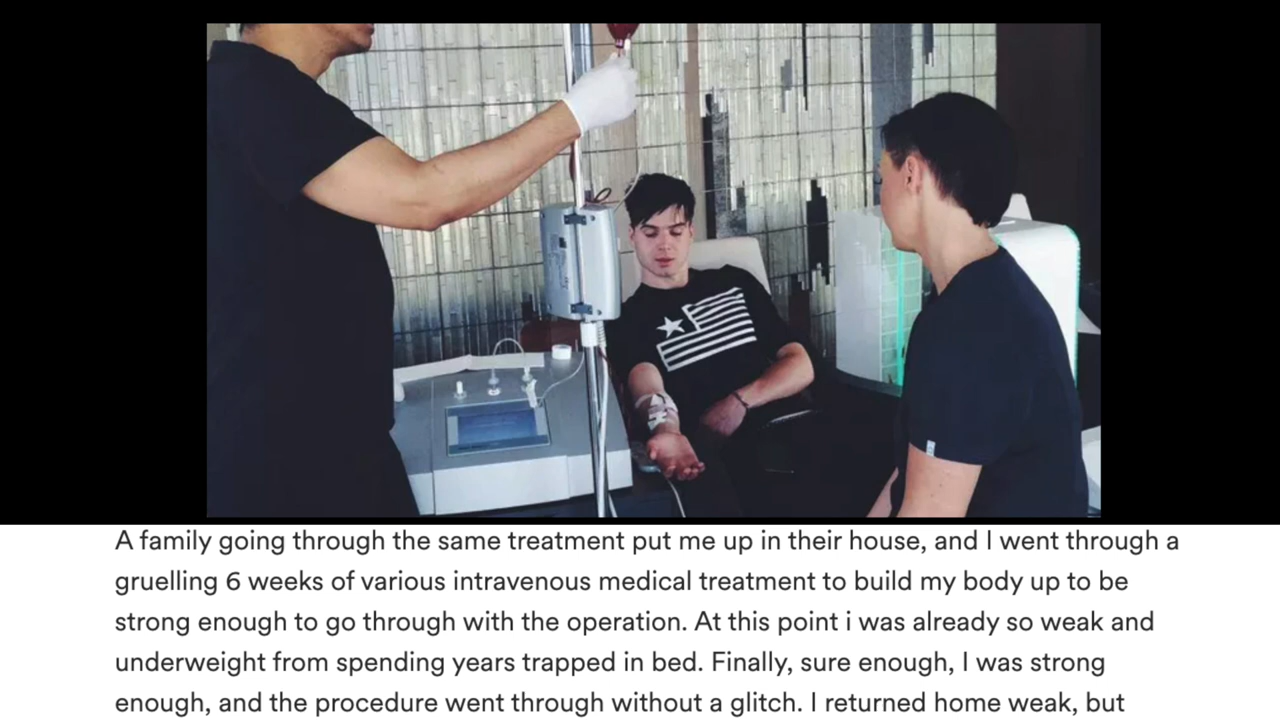 A family going through the same treatment put me up in their house, and I went through a
gruelling 6 weeks of various intravenous medical treatment to build my body up to be
strong enough to go through with the operation. At this point i was already so weak and
underweight from spending years trapped in bed. Finally, sure enough, I was strong
enough, and the procedure went through without a glitch. I returned home weak, but